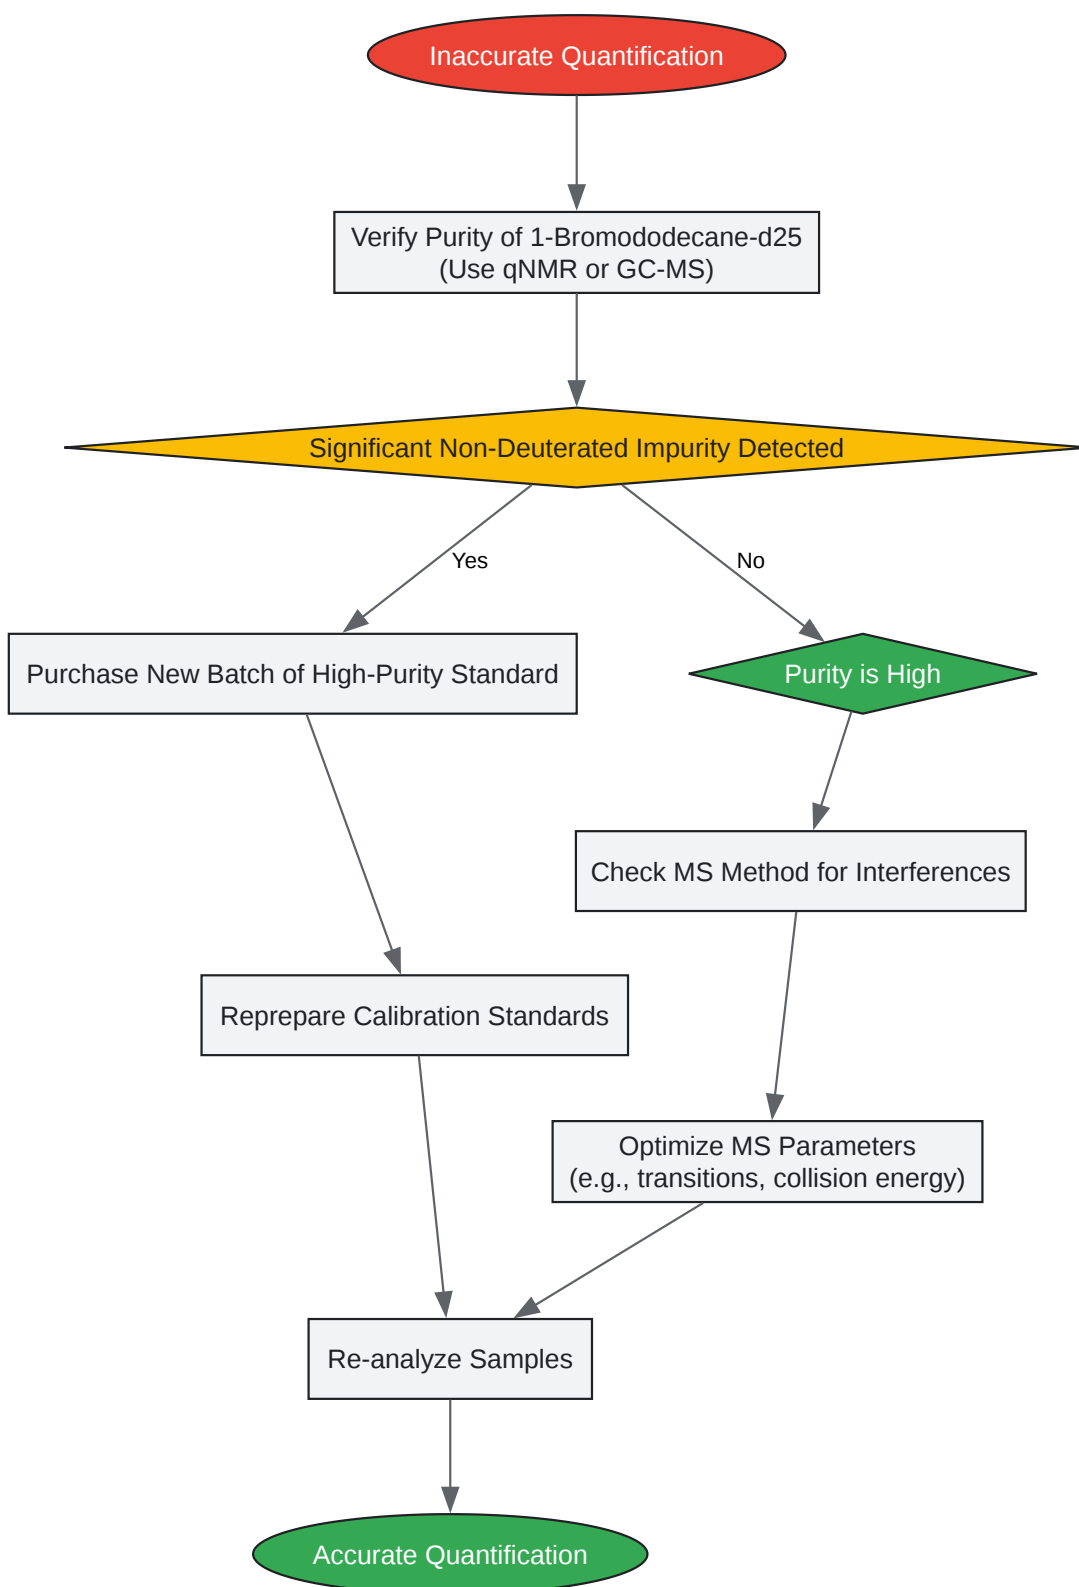 Inaccurate Quantification
Verify Purity of 1-Bromododecane-d25
(Use qNMR or GC-MS)
Significant Non-Deuterated Impurity Detected
Yes
No
Purchase New Batch of High-Purity Standard
Purity is High
Check MS Method for Interferences
Reprepare Calibration Standards
Optimize MS Parameters
(e.g., transitions, collision energy)
Re-analyze Samples
Accurate Quantification